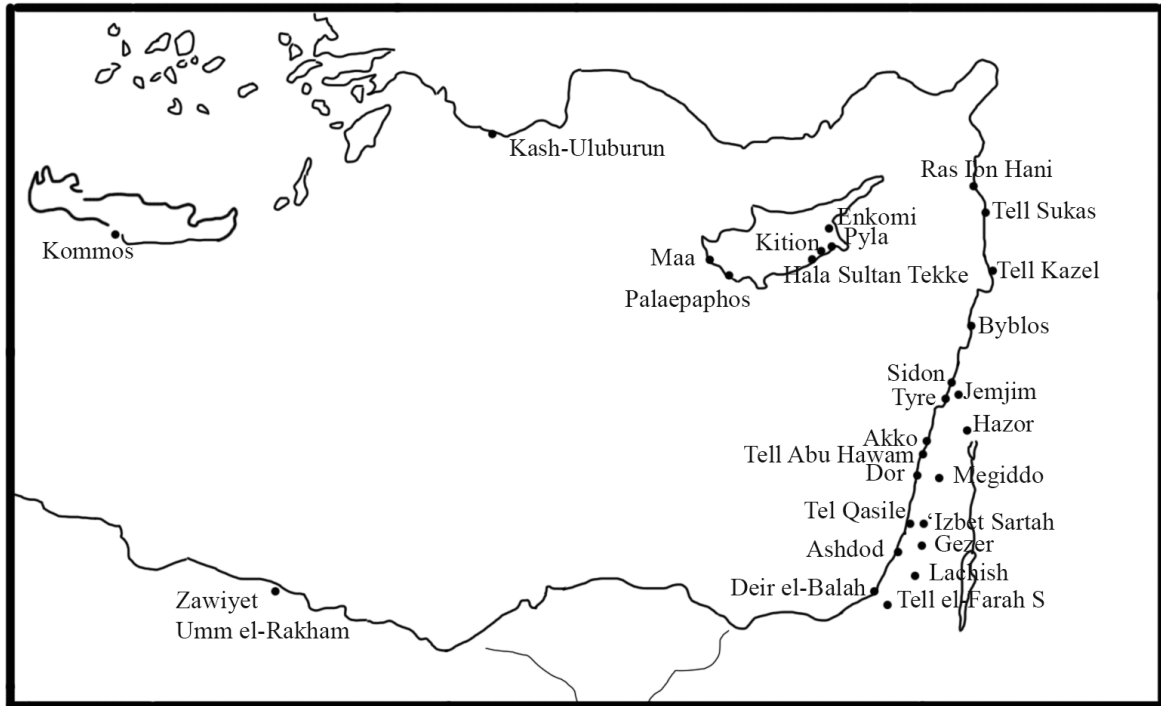 Kash-Uluburun
Ras Ibn Hani
Tell Sukas
Enkomi
Kommos
Kition
Pyla
Maa
Hala Sultan Tekke
Tell Kazel
Palaepaphos
Byblos
Sidon
Jemjim
Tyre
Hazor
Akko
Tell Abu Hawam
Dor
Megiddo
Tel Qasile
‘Izbet Sartah
Ashdod
Gezer
Lachish
Deir el-Balah
Tell el-Farah S
Zawiyet
Umm el-Rakham